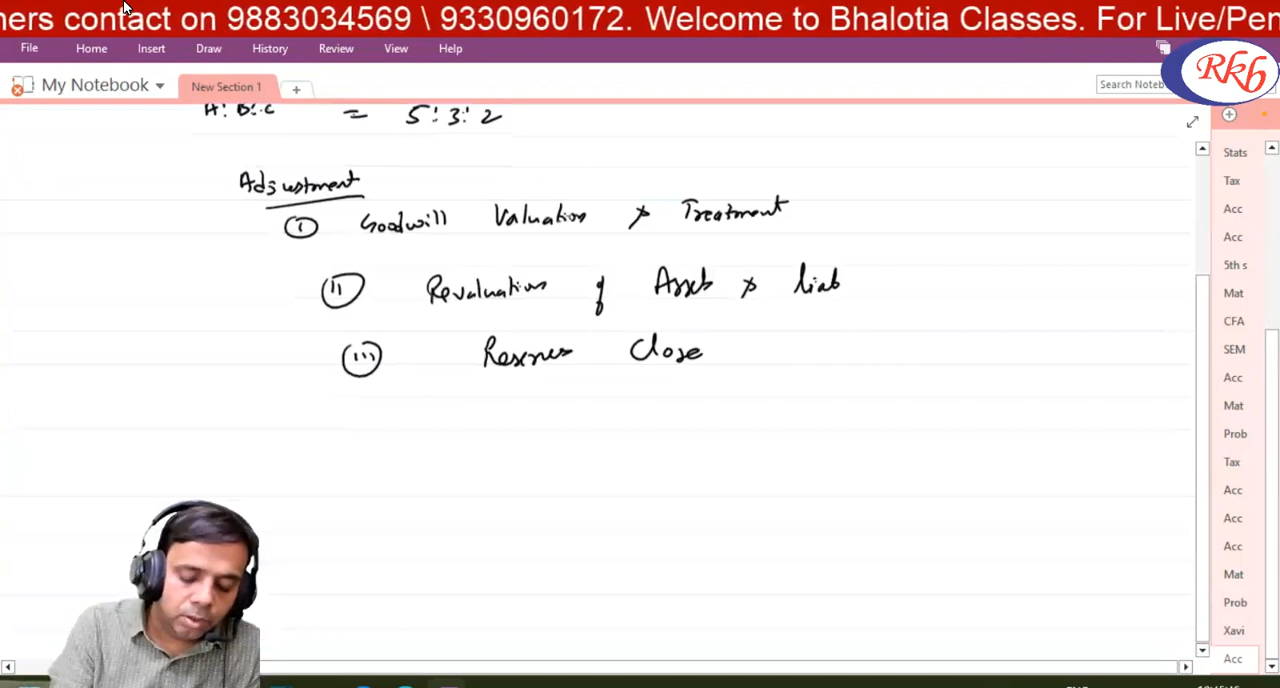 ners contact on 9883034569 \ 9330960172. Welcome to Bhalotia Classes. For Live/Pen
File Home Insert Draw History Review View Help
Rkb
My Notebook New Section 1 + Search Noteb
A: B: C = 5:3:2
Adjustment
(i) Goodwill Valuation & Treatment
(ii) Revaluation of Asset & liab
(iii) Reserves Close
Stats
Tax
Acc
Acc
5th s
Mat
CFA
SEM
Acc
Mat
Prob
Tax
Acc
Acc
Acc
Mat
Prob
Xavi
Acc